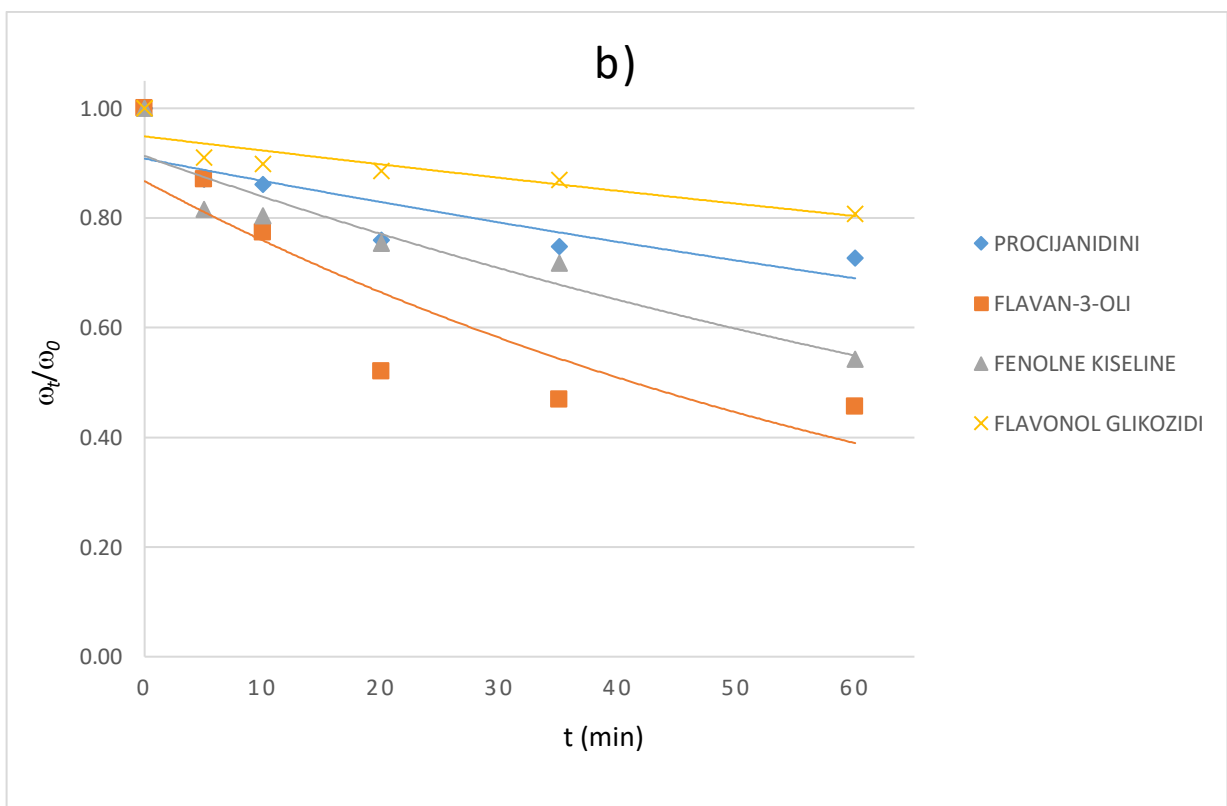 b)
1.00
0.80
0.60
0.40
0.20
0.00
ωt/ω0
0 10 20 30 40 50 60
t (min)
PROCIJANIDINI
FLAVAN-3-OLI
FENOLNE KISELINE
FLAVONOL GLIKOZIDI